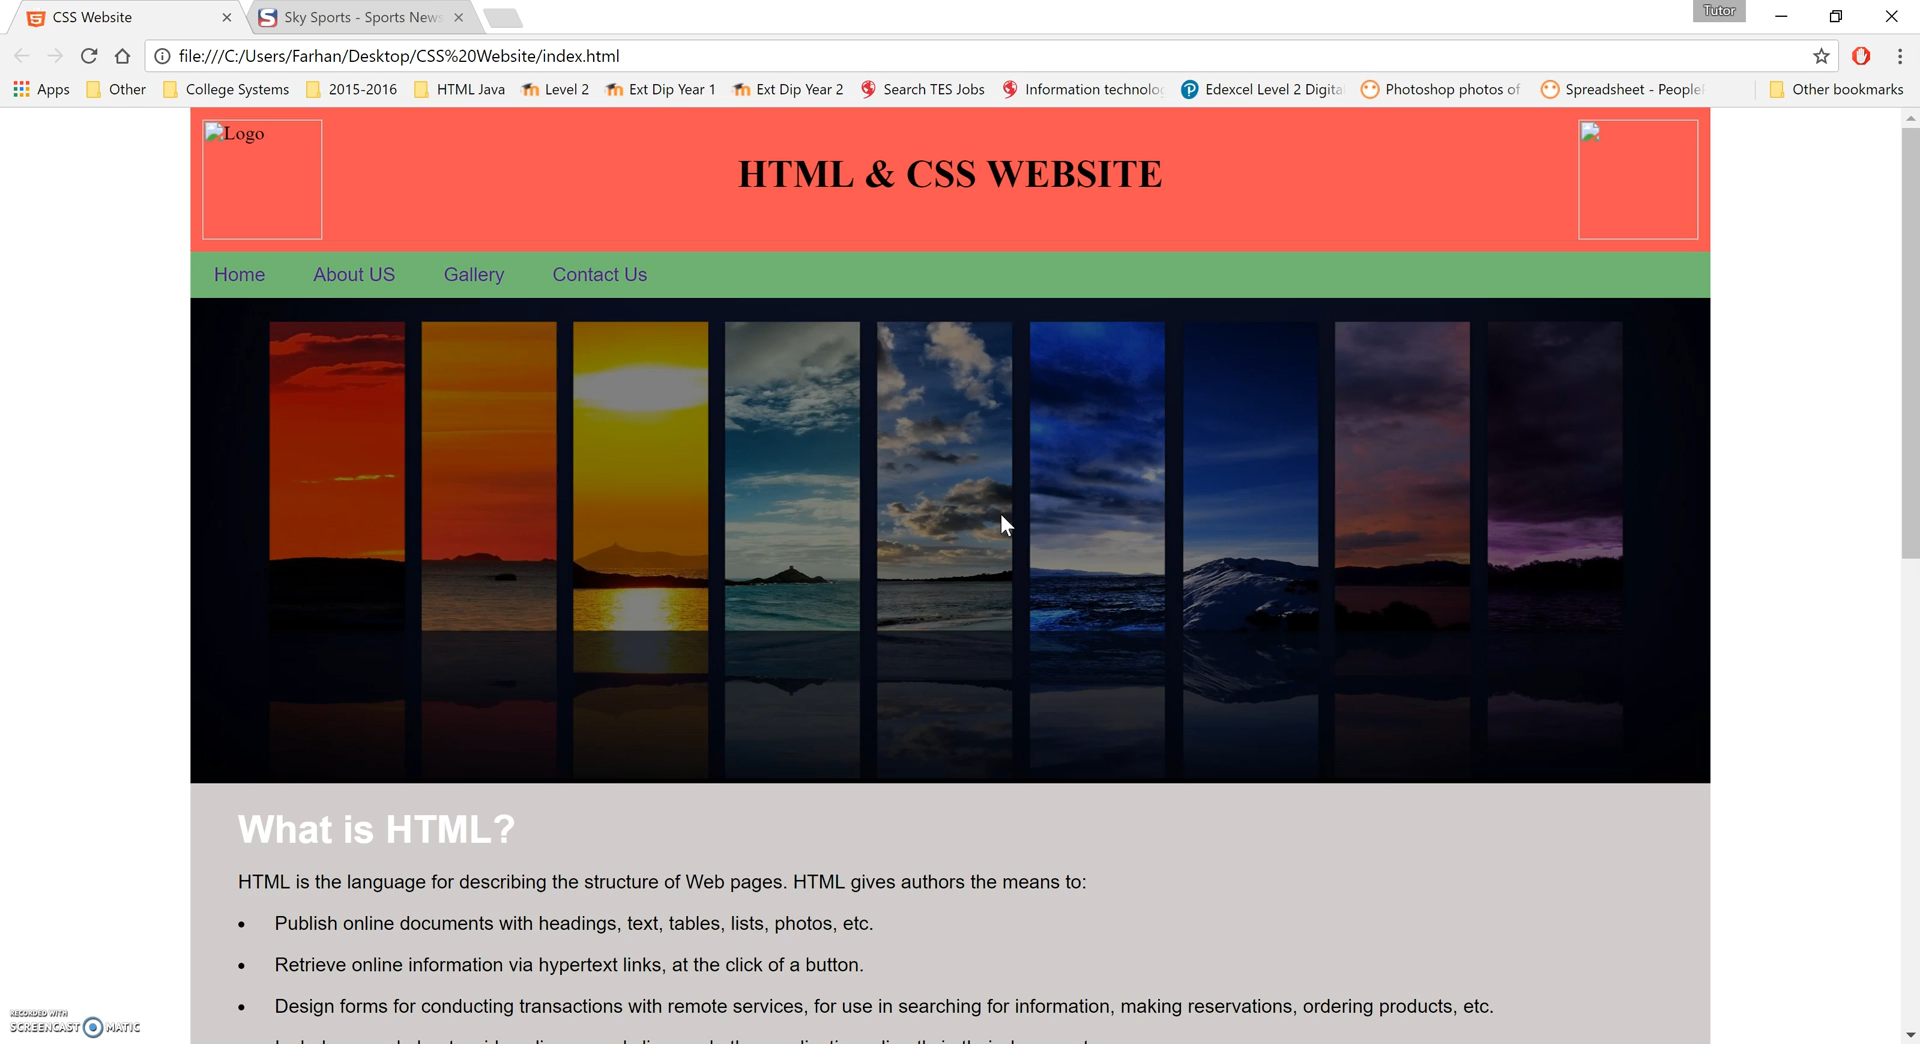 CSS Website
Sky Sports - Sports News
Tutor
file:///C:/Users/Farhan/Desktop/CSS%20Website/index.html
Apps
Other
College Systems
2015-2016
HTML Java
Level 2
Ext Dip Year 1
Ext Dip Year 2
Search TES Jobs
Information technolo
Edexcel Level 2 Digita
Photoshop photos of
Spreadsheet - People
Other bookmarks
Logo
HTML & CSS WEBSITE
Home
About US
Gallery
Contact Us
What is HTML?
HTML is the language for describing the structure of Web pages. HTML gives authors the means to:
• Publish online documents with headings, text, tables, lists, photos, etc.
• Retrieve online information via hypertext links, at the click of a button.
• Design forms for conducting transactions with remote services, for use in searching for information, making reservations, ordering products, etc.
RECORDED WITH
SCREENCAST MATIC